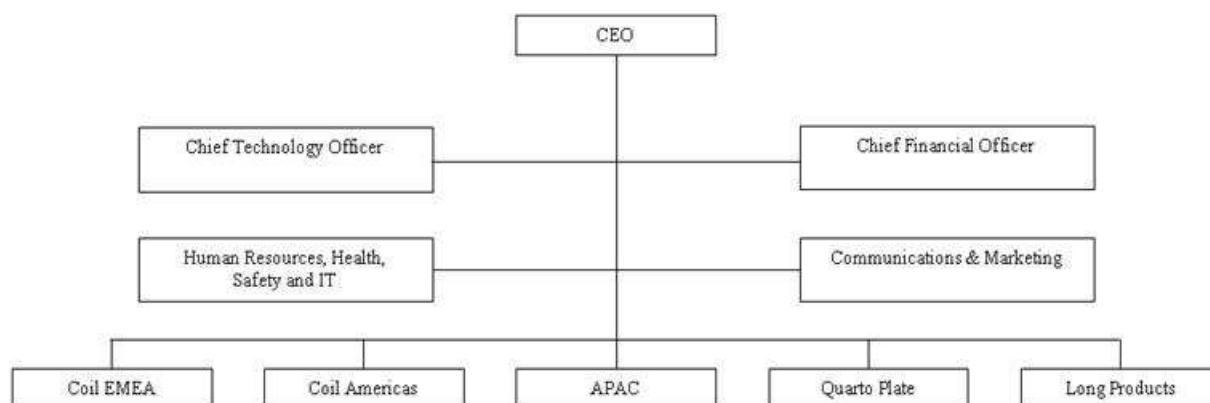 CEO
Chief Technology Officer
Chief Financial Officer
Human Resources, Health,
Safety and IT
Communications & Marketing
Coil EMEA
Coil Americas
APAC
Quarto Plate
Long Products